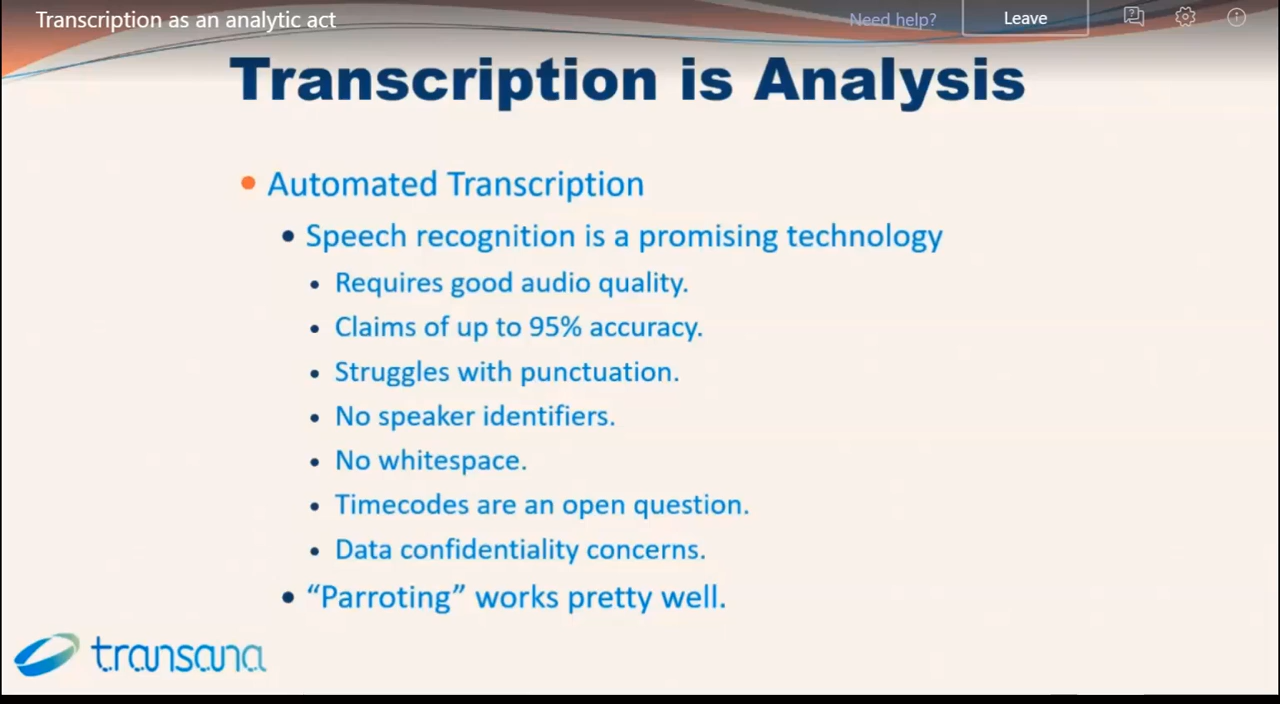 Transcription as an analytic act
Need help?
Leave
Transcription is Analysis
Automated Transcription
Speech recognition is a promising technology
Requires good audio quality.
Claims of up to 95% accuracy.
Struggles with punctuation.
No speaker identifiers.
No whitespace.
Timecodes are an open question.
Data confidentiality concerns.
“Parroting” works pretty well.
transana